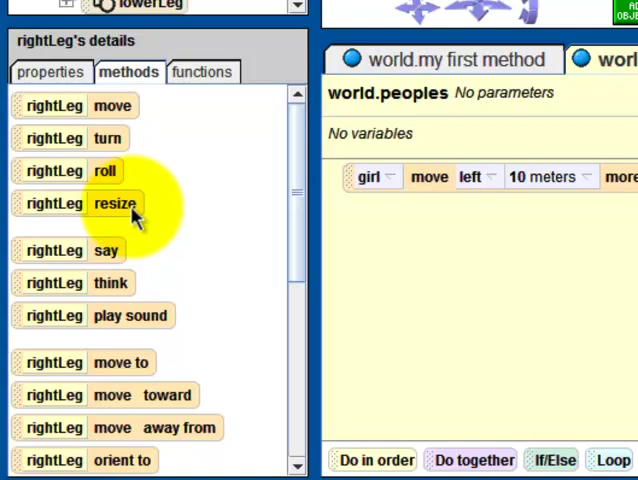 lowerLeg
AD
OBJE
rightLeg's details
properties methods functions
rightLeg move
rightLeg turn
rightLeg roll
rightLeg resize
rightLeg say
rightLeg think
rightLeg play sound
rightLeg move to
rightLeg move toward
rightLeg move away from
rightLeg orient to
world.my first method worl
world.peoples No parameters
No variables
girl move left 10 meters more
Do in order Do together If/Else Loop